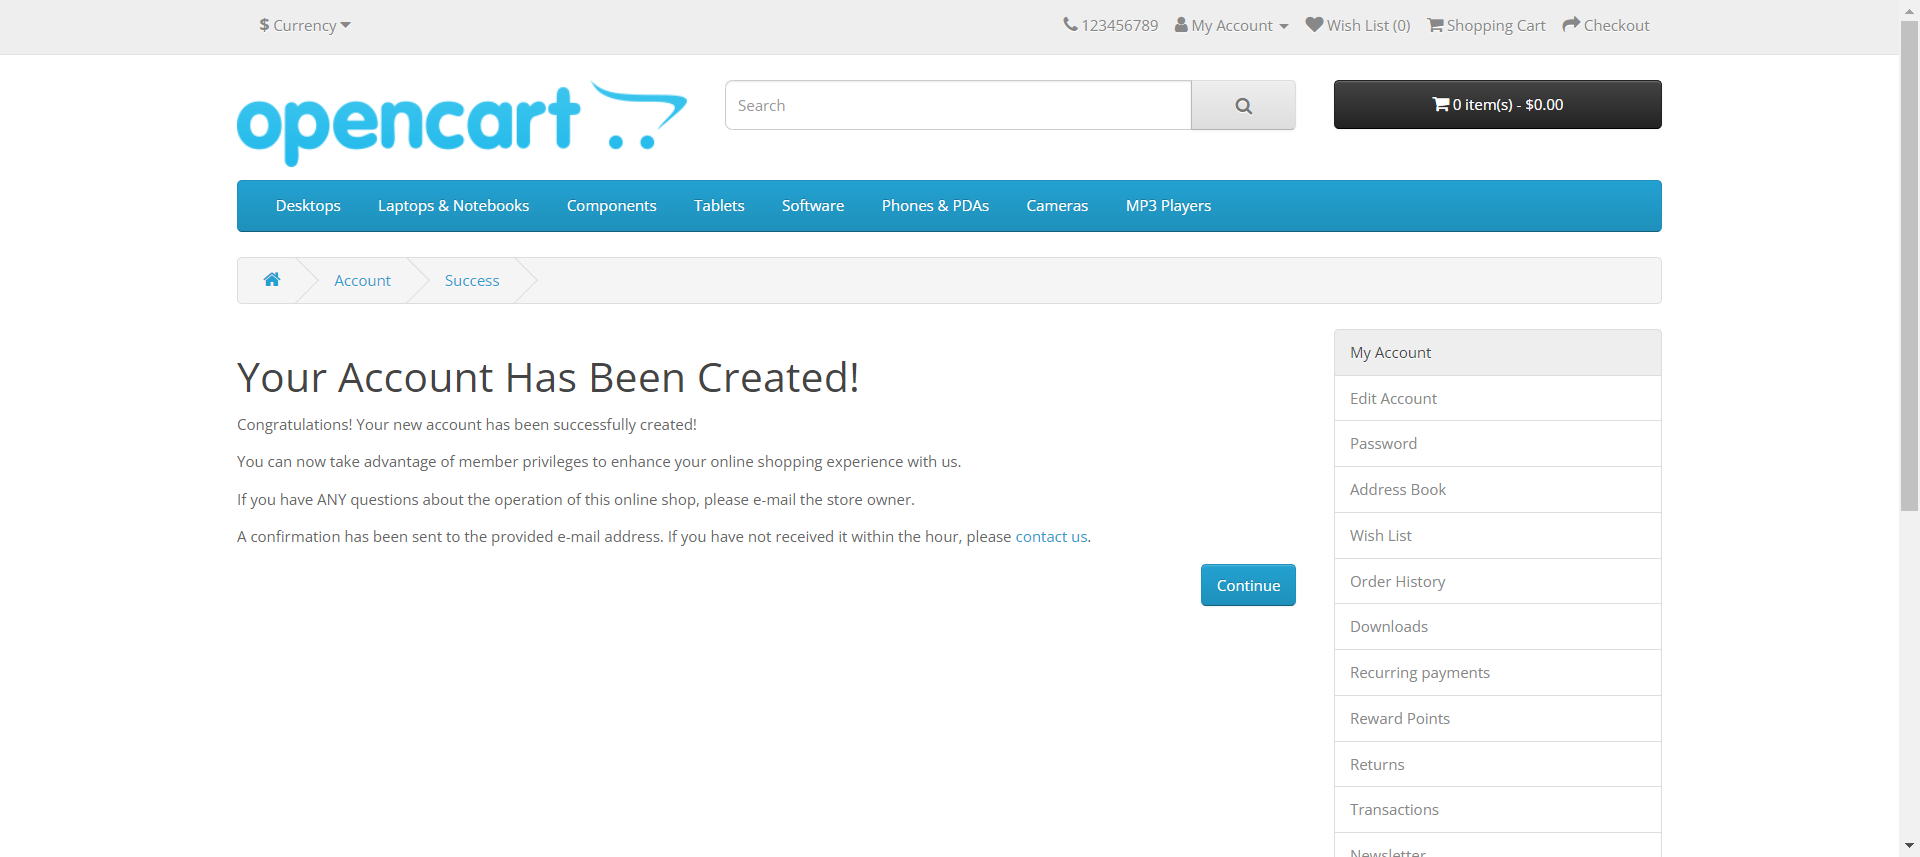 $ Currency
123456789 My Account Wish List (0) Shopping Cart Checkout
opencart
Search
0 item(s) - $0.00
Desktops Laptops & Notebooks Components Tablets Software Phones & PDAs Cameras MP3 Players
Account Success
Your Account Has Been Created!
Congratulations! Your new account has been successfully created!
You can now take advantage of member privileges to enhance your online shopping experience with us.
If you have ANY questions about the operation of this online shop, please e-mail the store owner.
A confirmation has been sent to the provided e-mail address. If you have not received it within the hour, please contact us.
Continue
My Account
Edit Account
Password
Address Book
Wish List
Order History
Downloads
Recurring payments
Reward Points
Returns
Transactions
Newsletter